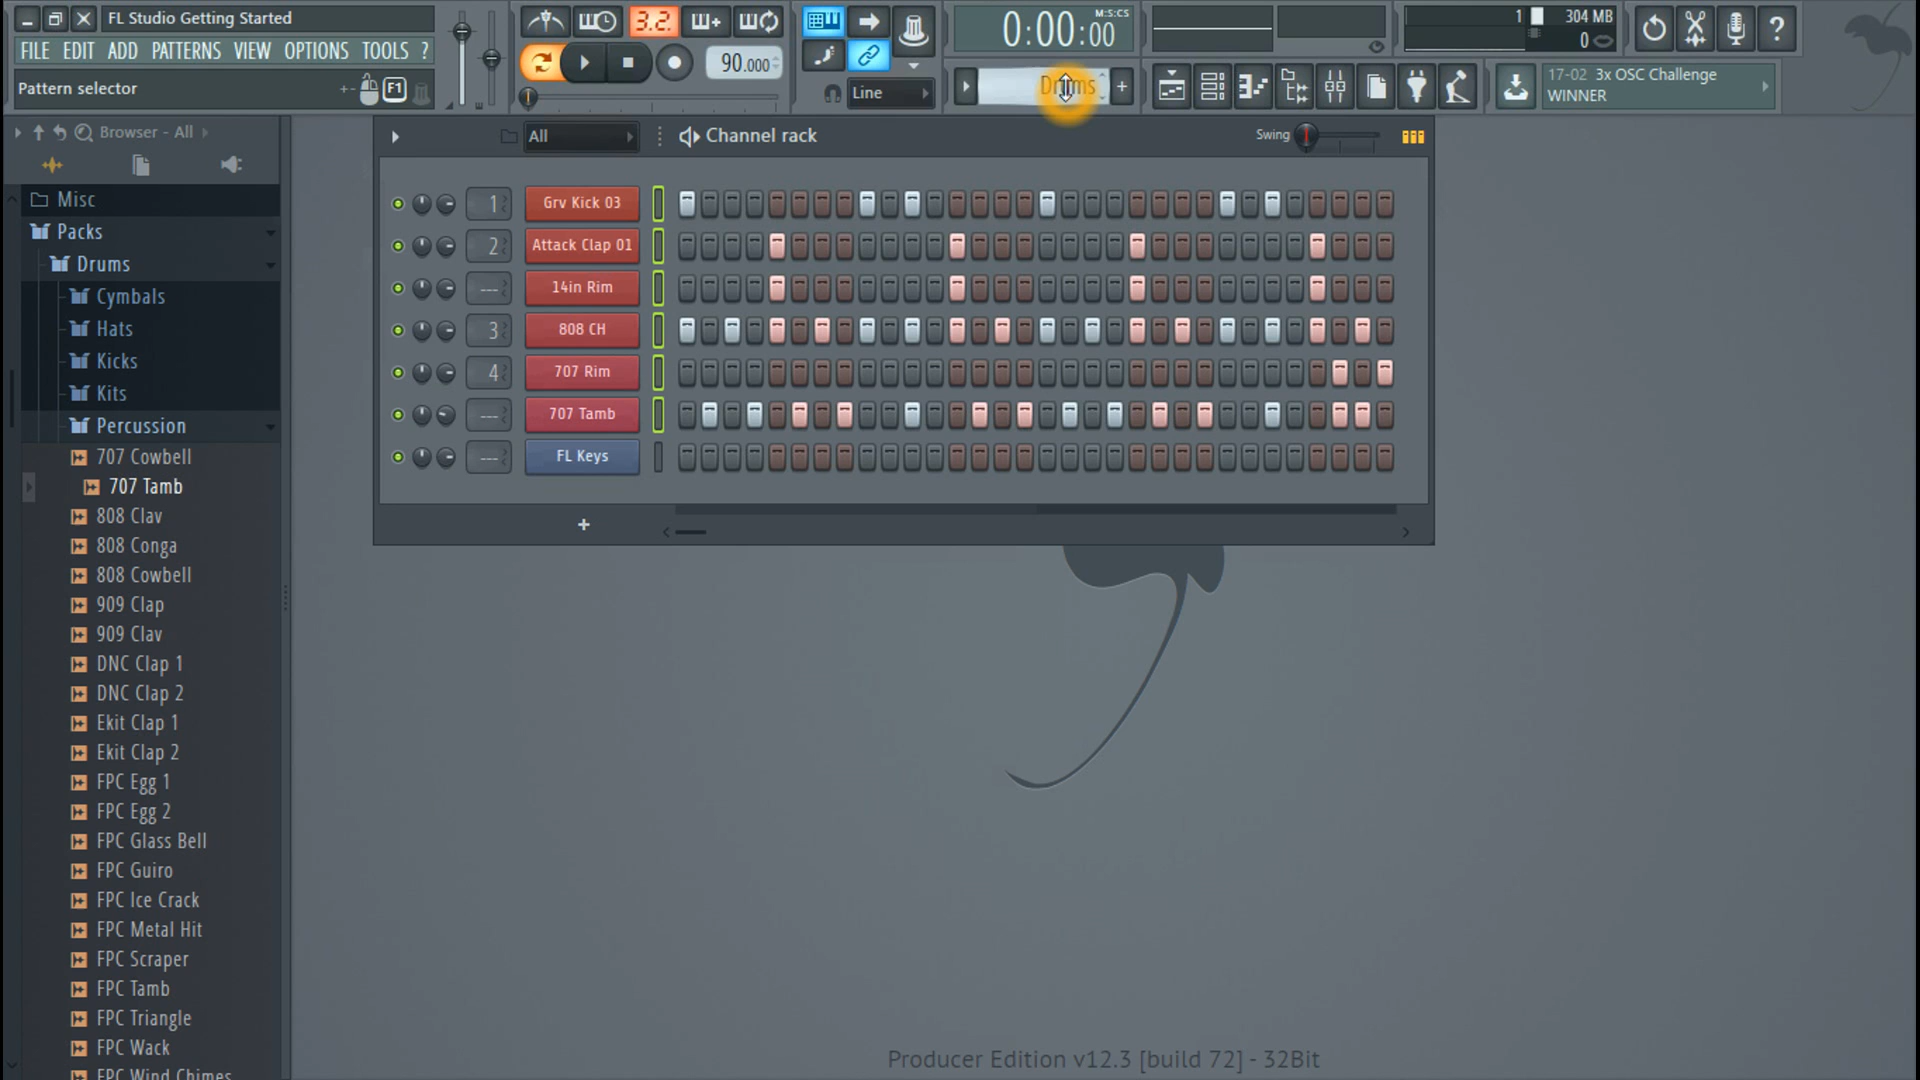 FL Studio Getting Started
FILE EDIT ADD PATTERNS VIEW OPTIONS TOOLS ?
Pattern selector
F1
3.2.
90.000
Line
0:00:00
M:S:CS
Drums
+
1
304 MB
0
?
17-02 3x OSC Challenge
WINNER
Browser - All
All
Channel rack
Swing
Misc
Packs
Drums
Cymbals
Hats
Kicks
Kits
Percussion
707 Cowbell
707 Tamb
808 Clav
808 Conga
808 Cowbell
909 Clap
909 Clav
DNC Clap 1
DNC Clap 2
Ekit Clap 1
Ekit Clap 2
FPC Egg 1
FPC Egg 2
FPC Glass Bell
FPC Guiro
FPC Ice Crack
FPC Metal Hit
FPC Scraper
FPC Tamb
FPC Triangle
FPC Wack
FPC Wind Chimes
1 Grv Kick 03
2 Attack Clap 01
--- 14in Rim
3 808 CH
4 707 Rim
--- 707 Tamb
--- FL Keys
+
Producer Edition v12.3 [build 72] - 32Bit